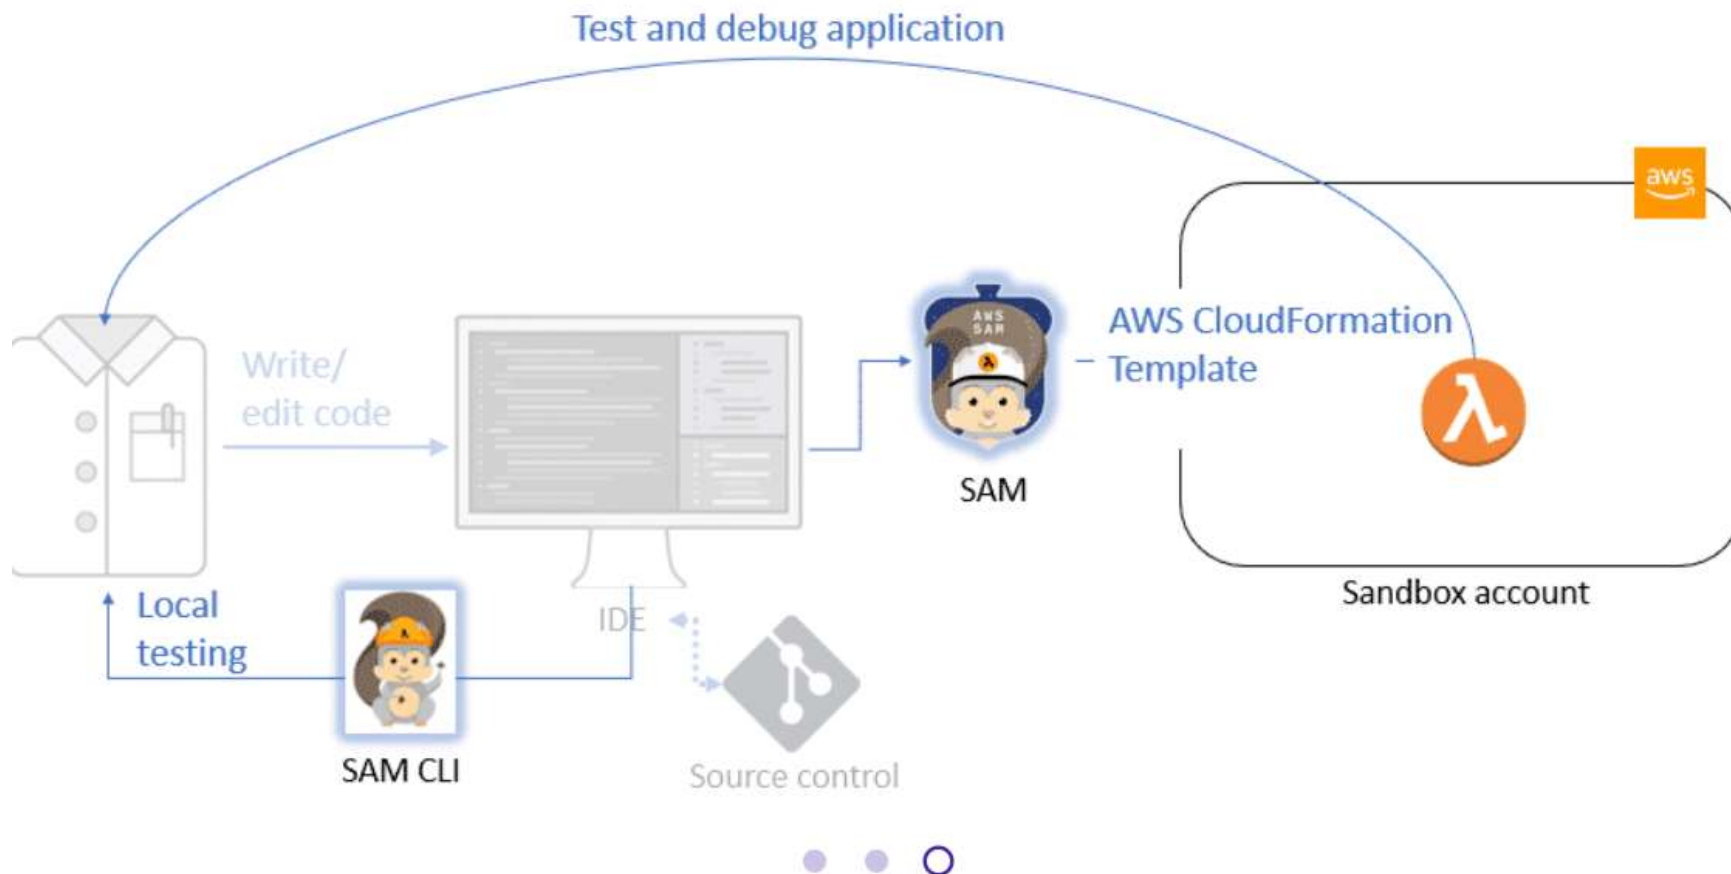 Test and debug application
aws
AWS
SAM
AWS CloudFormation
Template
Write/
edit code
SAM
Sandbox account
Local
testing
IDE
SAM CLI
Source control